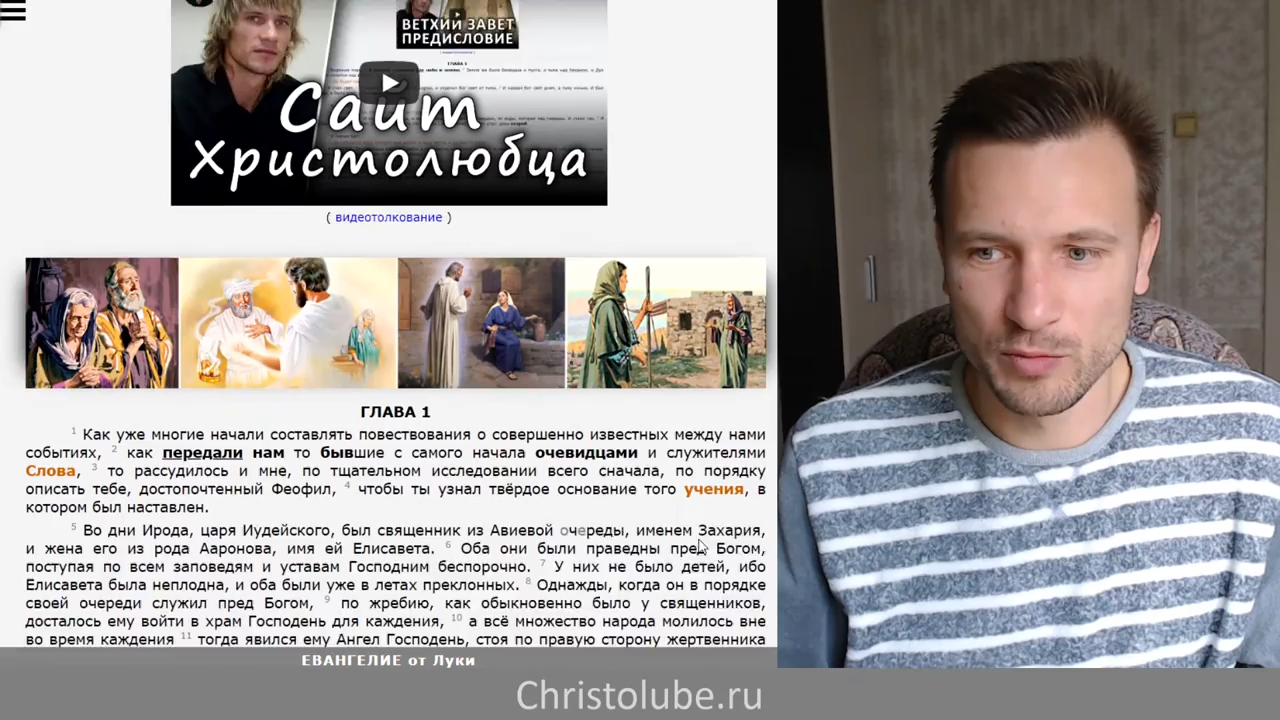 ВЕТХИЙ ЗАВЕТ
ПРЕДИСЛОВИЕ
Сайт
Христолюбца
( видеотолкование )
ГЛАВА 1
1 Как уже многие начали составлять повествования о совершенно известных между нами
событиях, 2 как передали нам то бывшие с самого начала очевидцами и служителями
Слова, 3 то рассудилось и мне, по тщательном исследовании всего сначала, по порядку
описать тебе, достопочтенный Феофил, 4 чтобы ты узнал твёрдое основание того учения, в
котором был наставлен.
5 Во дни Ирода, царя Иудейского, был священник из Авиевой очереды, именем Захария,
и жена его из рода Ааронова, имя ей Елисавета. 6 Оба они были праведны пред Богом,
поступая по всем заповедям и уставам Господним беспорочно. 7 У них не было детей, ибо
Елисавета была неплодна, и оба были уже в летах преклонных. 8 Однажды, когда он в порядке
своей очереди служил пред Богом, 9 по жребию, как обыкновенно было у священников,
досталось ему войти в храм Господень для каждения, 10 а всё множество народа молилось вне
во время каждения 11 тогда явился ему Ангел Господень, стоя по правую сторону жертвенника
ЕВАНГЕЛИЕ от Луки
Christolube.ru